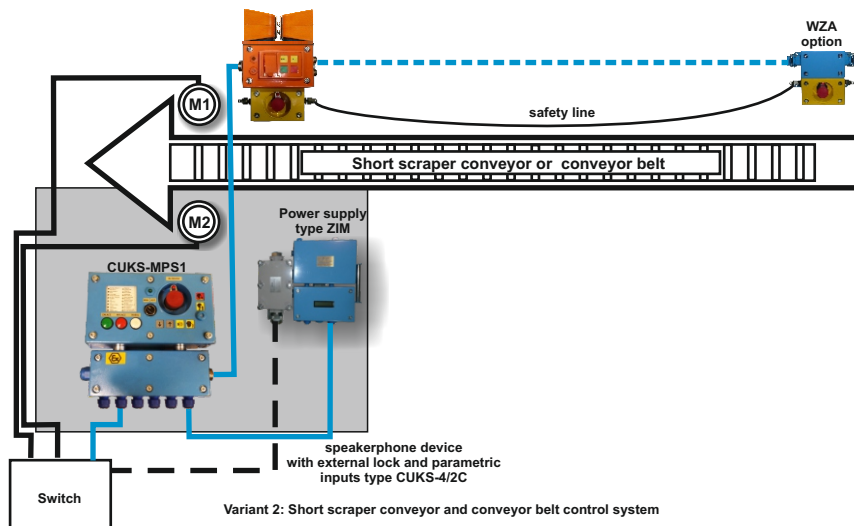 WZA
option
M1
safety line
Short scraper conveyor or conveyor belt
M2
Power supply
type ZIM
CUKS-MPS1
speakerphone device
with external lock and parametric
inputs type CUKS-4/2C
Switch
Variant 2: Short scraper conveyor and conveyor belt control system